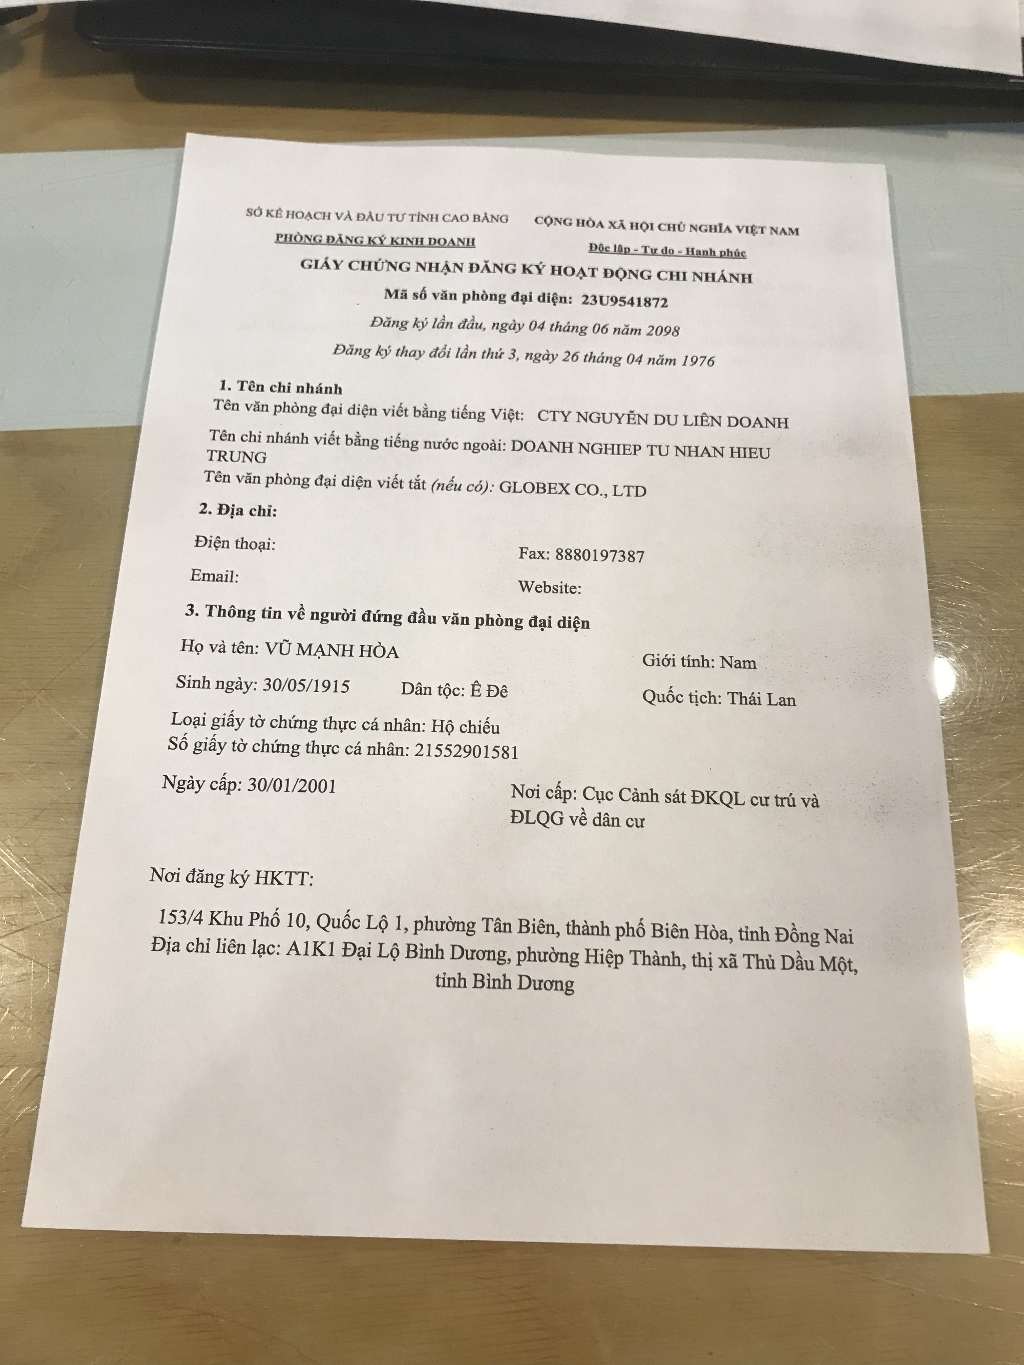 SỞ KẾ HOẠCH VÀ ĐẦU TƯ TỈNH CAO BẰNG
PHÒNG ĐĂNG KÝ KINH DOANH
CỘNG HÒA XÃ HỘI CHỦ NGHĨA VIỆT NAM
Độc lập - Tự do - Hạnh phúc
GIẤY CHỨNG NHẬN ĐĂNG KÝ HOẠT ĐỘNG CHI NHÁNH
Mã số văn phòng đại diện: 23U9541872
Đăng ký lần đầu, ngày 04 tháng 06 năm 2098
Đăng ký thay đổi lần thứ 3, ngày 26 tháng 04 năm 1976
1. Tên chi nhánh
Tên văn phòng đại diện viết bằng tiếng Việt: CTY NGUYỄN DU LIÊN DOANH
Tên chi nhánh viết bằng tiếng nước ngoài: DOANH NGHIEP TU NHAN HIEU
TRUNG
Tên văn phòng đại diện viết tắt (nếu có): GLOBEX CO., LTD
2. Địa chỉ:
Điện thoại:
Fax: 8880197387
Email:
Website:
3. Thông tin về người đứng đầu văn phòng đại diện
Họ và tên: VŨ MẠNH HÒA
Giới tính: Nam
Sinh ngày: 30/05/1915
Dân tộc: Ê Đê
Quốc tịch: Thái Lan
Loại giấy tờ chứng thực cá nhân: Hộ chiếu
Số giấy tờ chứng thực cá nhân: 21552901581
Ngày cấp: 30/01/2001
Nơi cấp: Cục Cảnh sát ĐKQL cư trú và
ĐLQG về dân cư
Nơi đăng ký HKTT:
153/4 Khu Phố 10, Quốc Lộ 1, phường Tân Biên, thành phố Biên Hòa, tỉnh Đồng Nai
Địa chỉ liên lạc: A1K1 Đại Lộ Bình Dương, phường Hiệp Thành, thị xã Thủ Dầu Một,
tỉnh Bình Dương